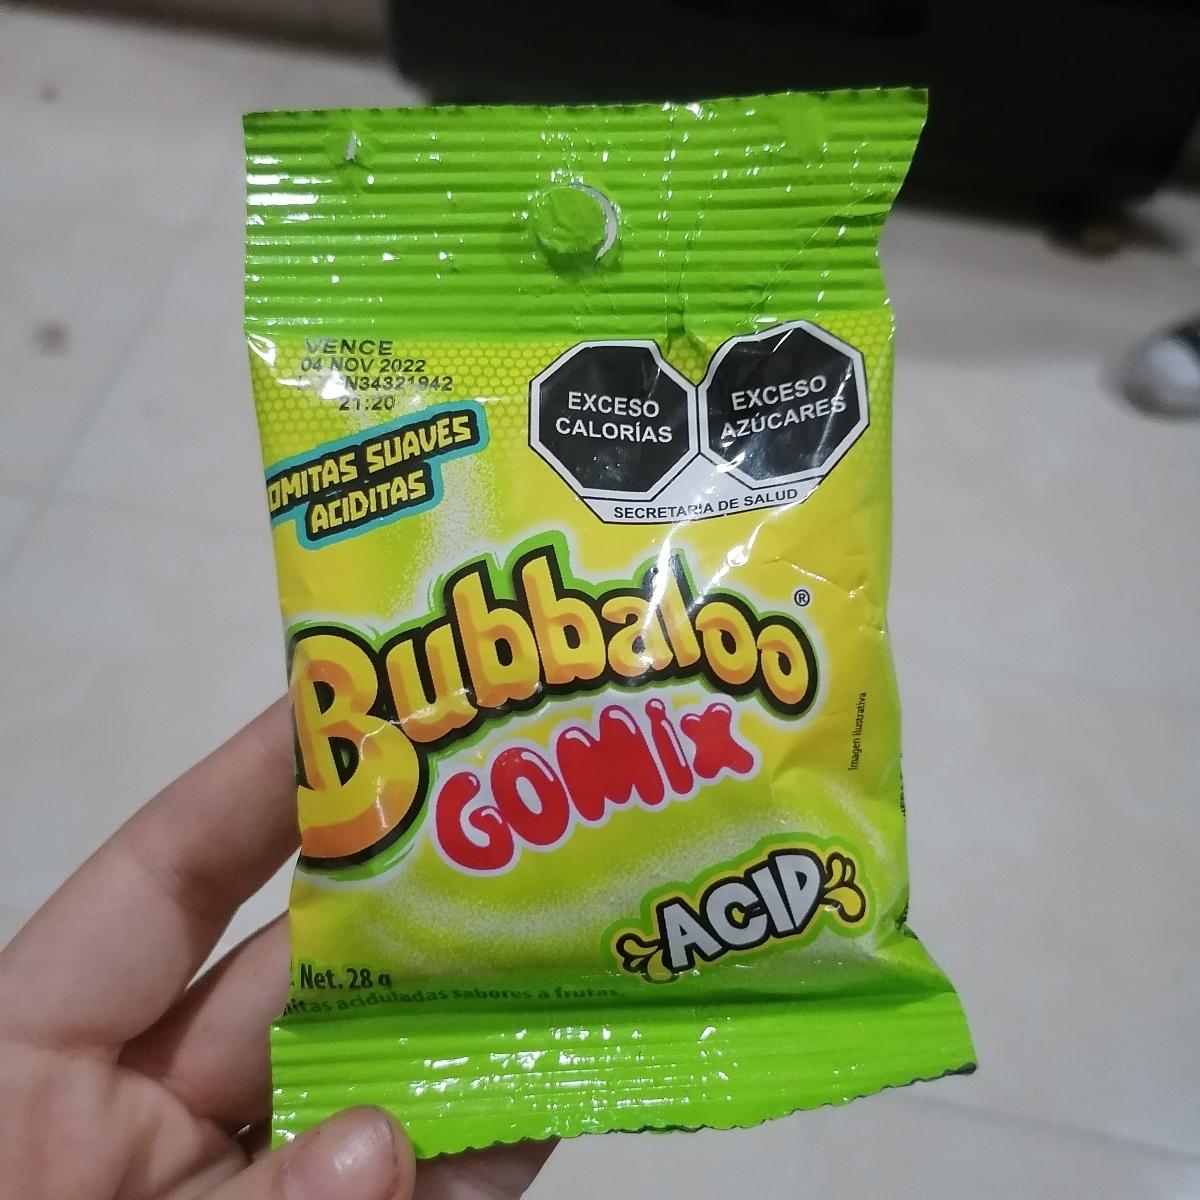 VENCE
04 NOV 2022
N34321942
21:20
EXCESO
CALORÍAS
EXCESO
AZÚCARES
SECRETARÍA DE SALUD
OMITAS SUAVES
ACIDITAS
Bubbaloo®
GOMIX
Imagen ilustrativa
ACID
Net. 28 g
itas aciduladas sabores a frutas